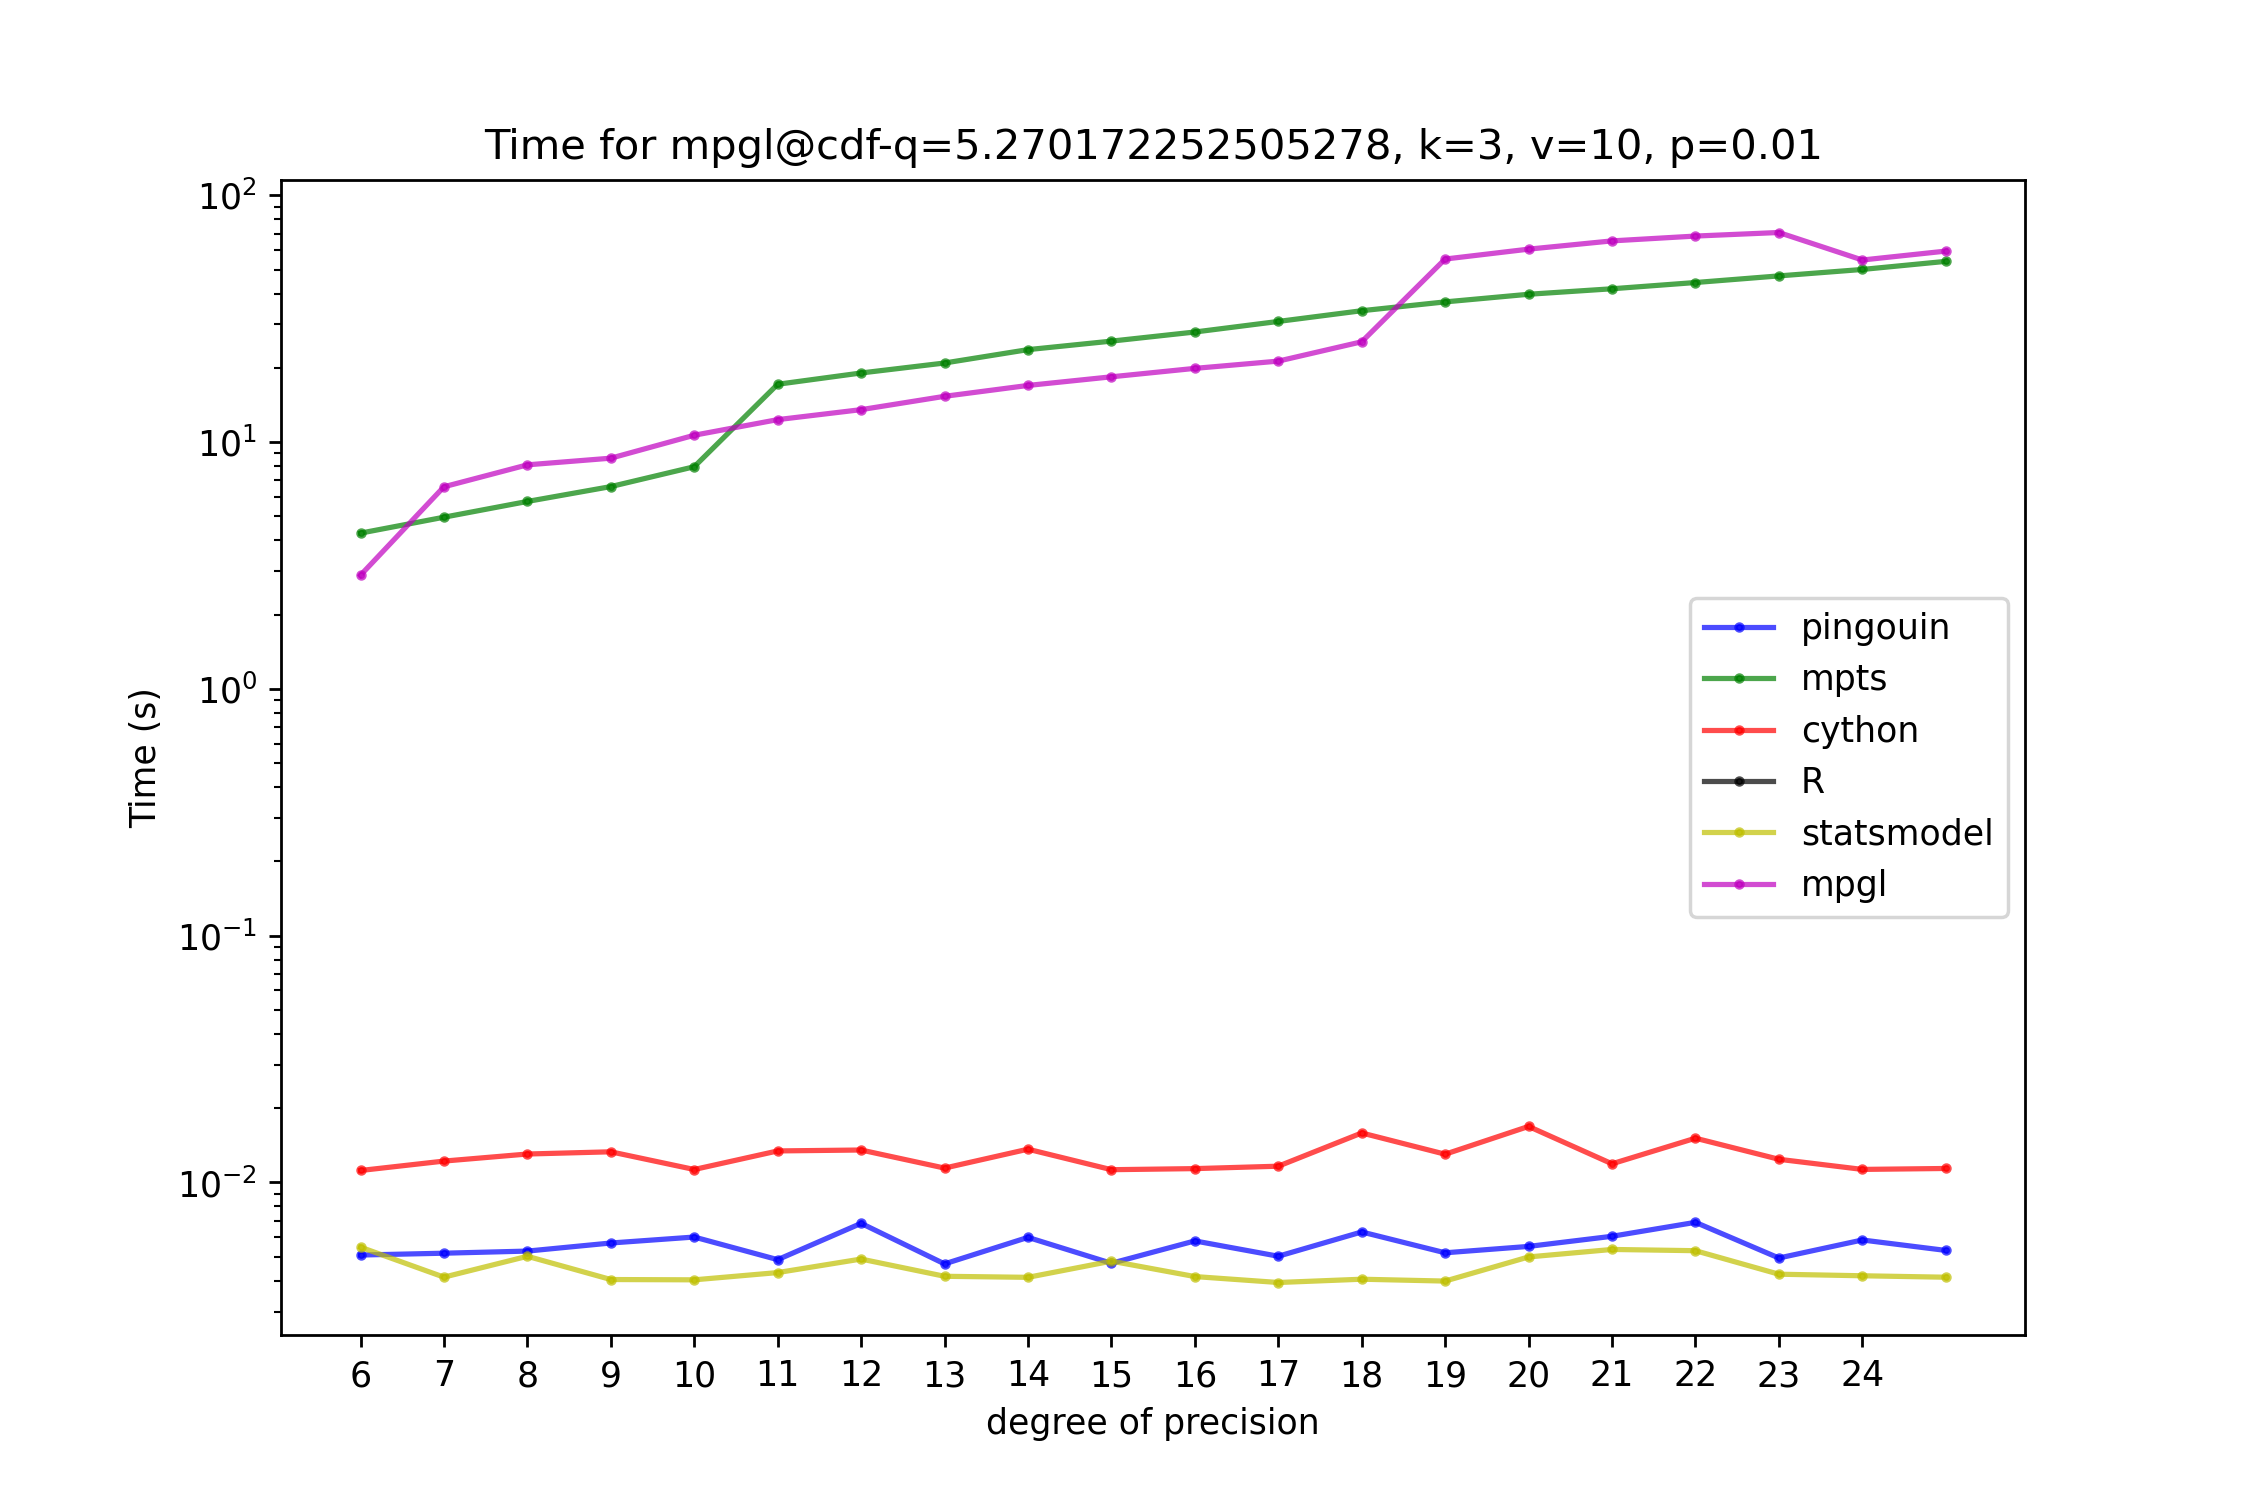 Time for mpgl@cdf-q=5.270172252505278, k=3, v=10, p=0.01
10²
10¹
10⁰
10⁻¹
10⁻²
Time (s)
pingouin
mpts
cython
R
statsmodel
mpgl
6 7 8 9 10 11 12 13 14 15 16 17 18 19 20 21 22 23 24
degree of precision